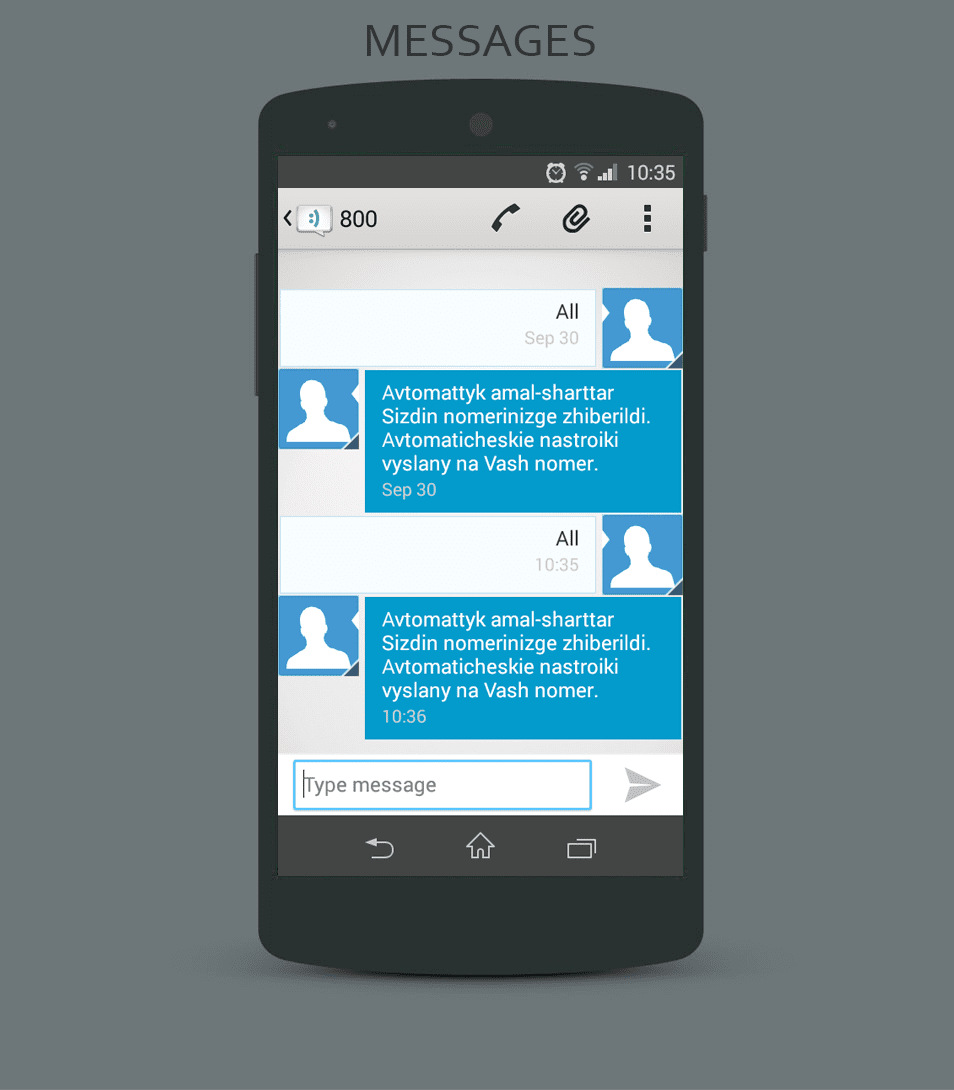 MESSAGES
10:35
:) 800
All
Sep 30
Avtomattyk amal-sharttar
Sizdin nomerinizge zhiberildi.
Avtomaticheskie nastroiki
vyslany na Vash nomer.
Sep 30
All
10:35
Avtomattyk amal-sharttar
Sizdin nomerinizge zhiberildi.
Avtomaticheskie nastroiki
vyslany na Vash nomer.
10:36
Type message